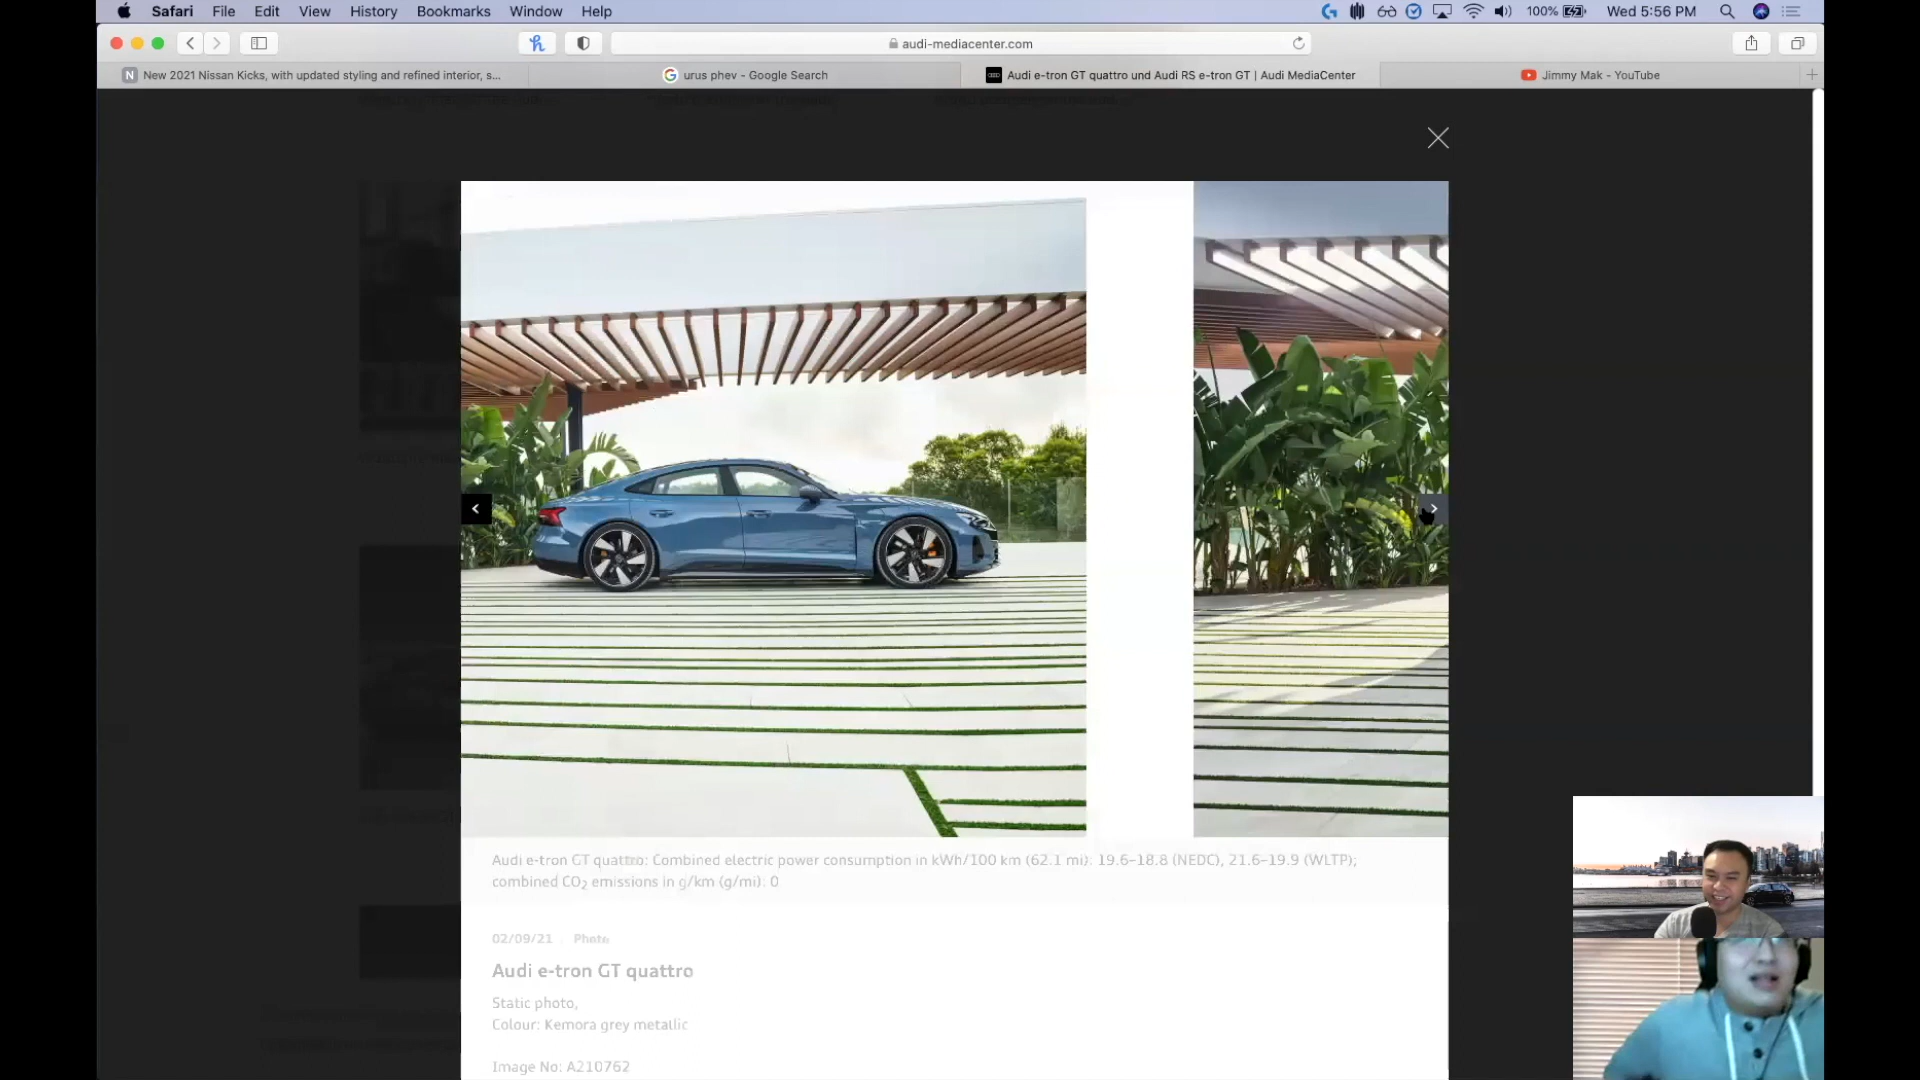 Safari File Edit View History Bookmarks Window Help 100% Wed 5:56 PM
audi-mediacenter.com
New 2021 Nissan Kicks, with updated styling and refined interior, s... urus phev - Google Search Audi e-tron GT quattro und Audi RS e-tron GT | Audi MediaCenter Jimmy Mak - YouTube
Audi e-tron GT quattro: Combined electric power consumption in kWh/100 km (62.1 mi): 19.6–18.8 (NEDC), 21.6–19.9 (WLTP);
combined CO₂ emissions in g/km (g/mi): 0
02/09/21 Photo
Audi e-tron GT quattro
Static photo,
Colour: Kemora grey metallic
Image No: A210762